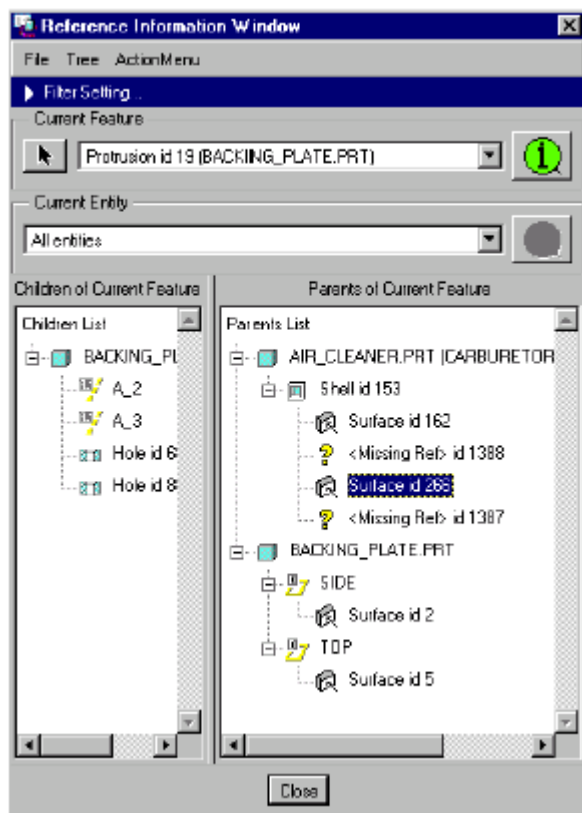 Reference Information Window
File Tree ActionMenu
Filter Setting...
Current Feature
Protrusion id 19 (BACKIING_PLATE.PRT)
Current Entity
All entities
Children of Current Feature
Parents of Current Feature
Children List
BACKING_PL
A_2
A_3
Hole id 6
Hole id 8
Parents List
AIR_CLEANER.PRT (CARBURETOR
Shell id 153
Surface id 162
<Missing Ref> id 1388
Surface id 266
<Missing Ref> id 1387
BACKING_PLATE.PRT
SIDE
Surface id 2
TOP
Surface id 5
Close